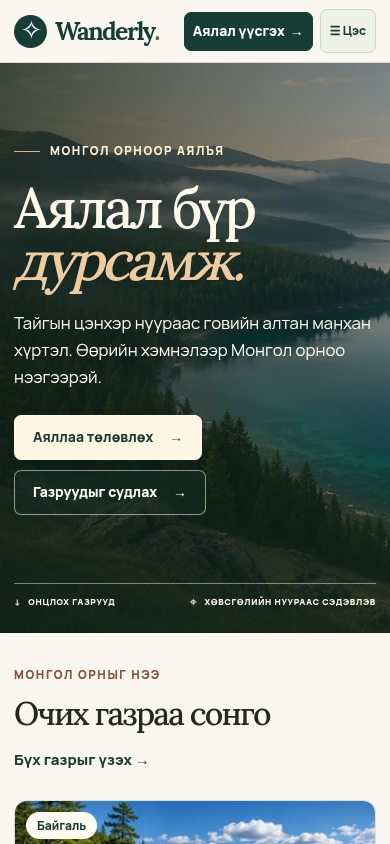 Wanderly.
Аялал үүсгэх →
☰ Цэс
МОНГОЛ ОРНООР АЯЛЪЯ
Аялал бүр
дурсамж.
Тайгын цэнхэр нуураас говийн алтан манхан
хүртэл. Өөрийн хэмнэлээр Монгол орноо
нээгээрэй.
Аяллаа төлөвлөх →
Газруудыг судлах →
↓ ОНЦЛОХ ГАЗРУУД
⌖ ХӨВСГӨЛИЙН НУУРААС СЭДЭВЛЭВ
МОНГОЛ ОРНЫГ НЭЭ
Очих газраа сонго
Бүх газрыг үзэх →
Байгаль